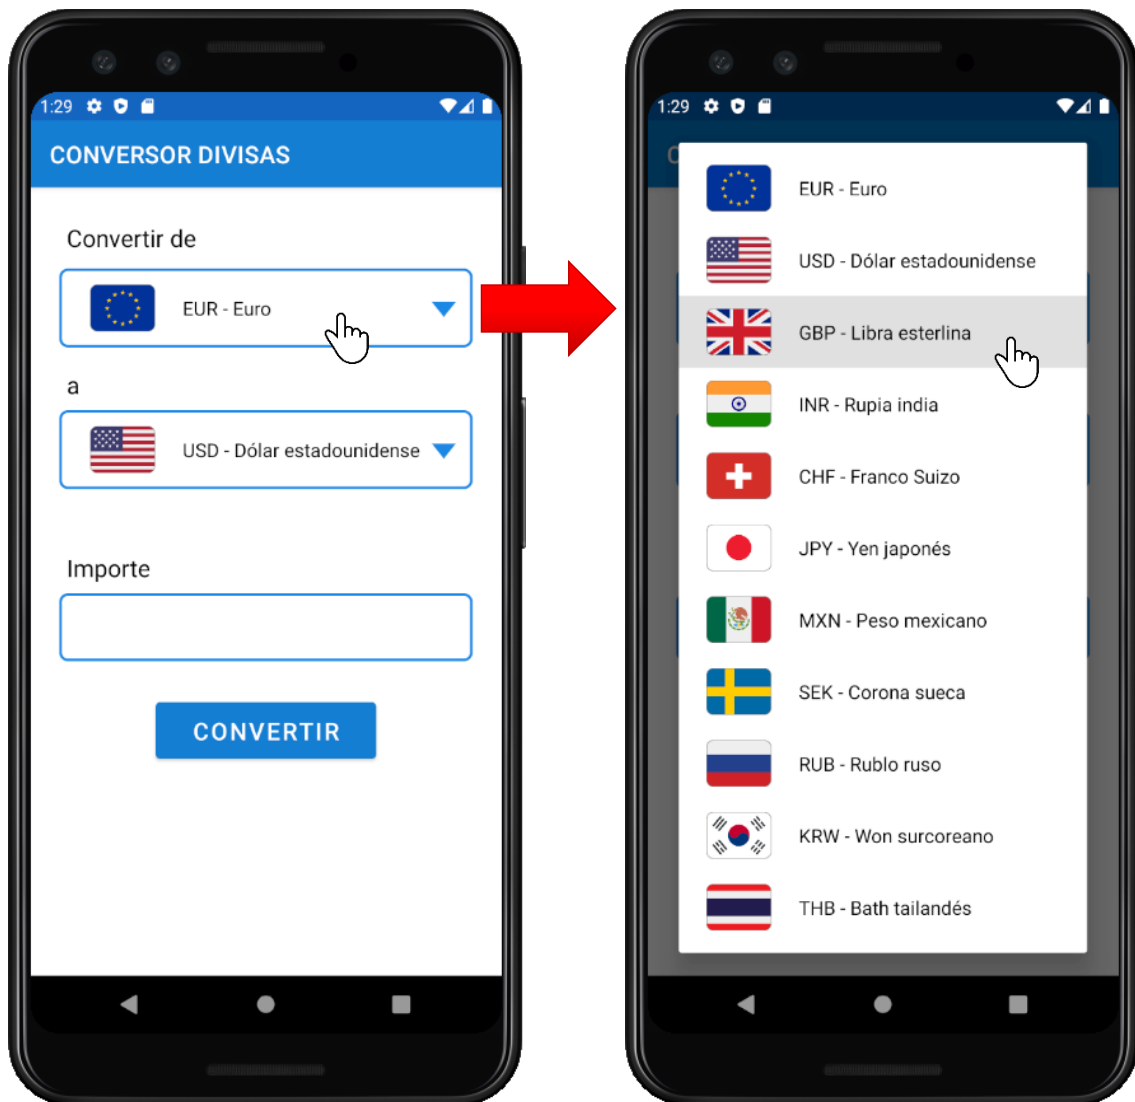 1:29
CONVERSOR DIVISAS
Convertir de
EUR - Euro
a
USD - Dólar estadounidense
Importe
CONVERTIR
1:29
C
EUR - Euro
USD - Dólar estadounidense
GBP - Libra esterlina
INR - Rupia india
CHF - Franco Suizo
JPY - Yen japonés
MXN - Peso mexicano
SEK - Corona sueca
RUB - Rublo ruso
KRW - Won surcoreano
THB - Bath tailandés